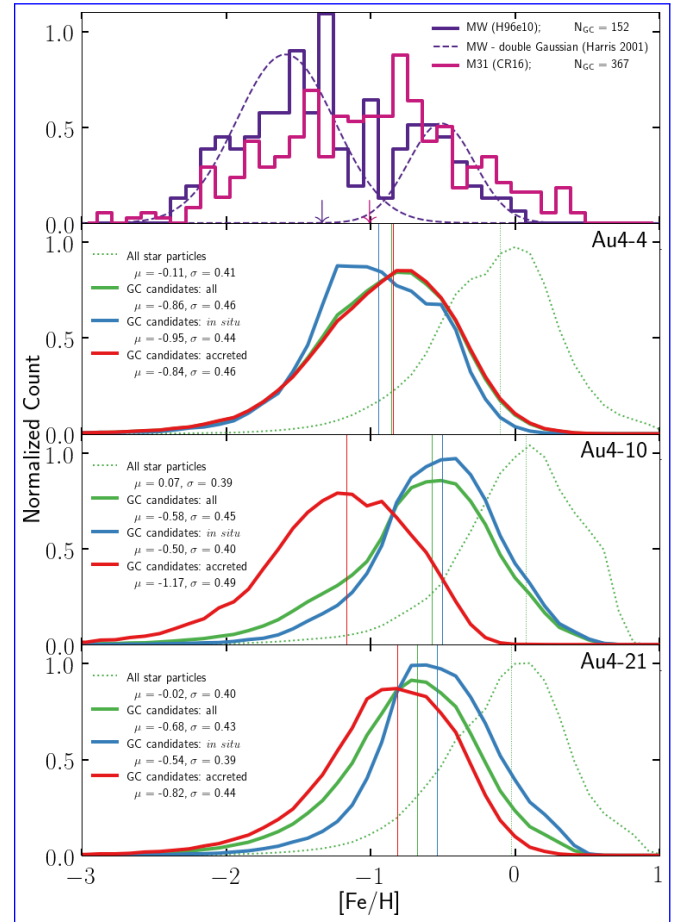 MW (H96e10); N_GC = 152
MW - double Gaussian (Harris 2001)
M31 (CR16); N_GC = 367
1.0
0.5
0.0
Au4-4
All star particles
μ = -0.11, σ = 0.41
GC candidates: all
μ = -0.86, σ = 0.46
GC candidates: in situ
μ = -0.95, σ = 0.44
GC candidates: accreted
μ = -0.84, σ = 0.46
1.0
0.5
0.0
Au4-10
All star particles
μ = 0.07, σ = 0.39
GC candidates: all
μ = -0.58, σ = 0.45
GC candidates: in situ
μ = -0.50, σ = 0.40
GC candidates: accreted
μ = -1.17, σ = 0.49
1.0
0.5
0.0
Au4-21
All star particles
μ = -0.02, σ = 0.40
GC candidates: all
μ = -0.68, σ = 0.43
GC candidates: in situ
μ = -0.54, σ = 0.39
GC candidates: accreted
μ = -0.82, σ = 0.44
1.0
0.5
0.0
Normalized Count
−3 −2 −1 0 1
[Fe/H]